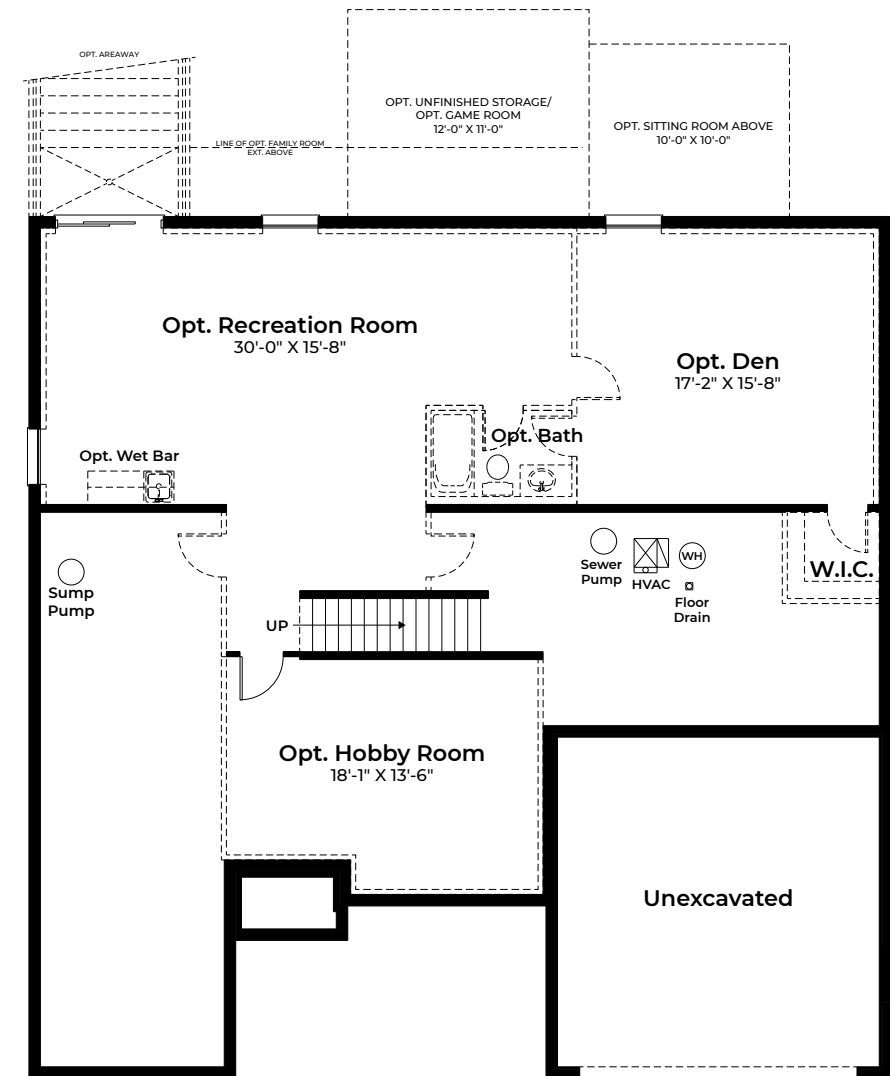 OPT. AREAWAY
OPT. UNFINISHED STORAGE/
OPT. GAME ROOM
12'-0" X 11'-0"
OPT. SITTING ROOM ABOVE
10'-0" X 10'-0"
LINE OF OPT. FAMILY ROOM
EXT. ABOVE
Opt. Recreation Room
30'-0" X 15'-8"
Opt. Den
17'-2" X 15'-8"
Opt. Bath
Opt. Wet Bar
Sump
Pump
Sewer
Pump
HVAC
WH
Floor
Drain
W.I.C.
UP
Opt. Hobby Room
18'-1" X 13'-6"
Unexcavated